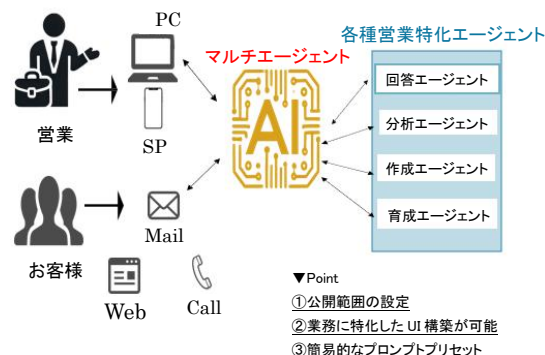 PC
各種営業特化エージェント
マルチエージェント
回答エージェント
AI
分析エージェント
営業
SP
作成エージェント
育成エージェント
Mail
お客様
Web
Call
▼Point
①公開範囲の設定
②業務に特化した UI 構築が可能
③簡易的なプロンプトプリセット